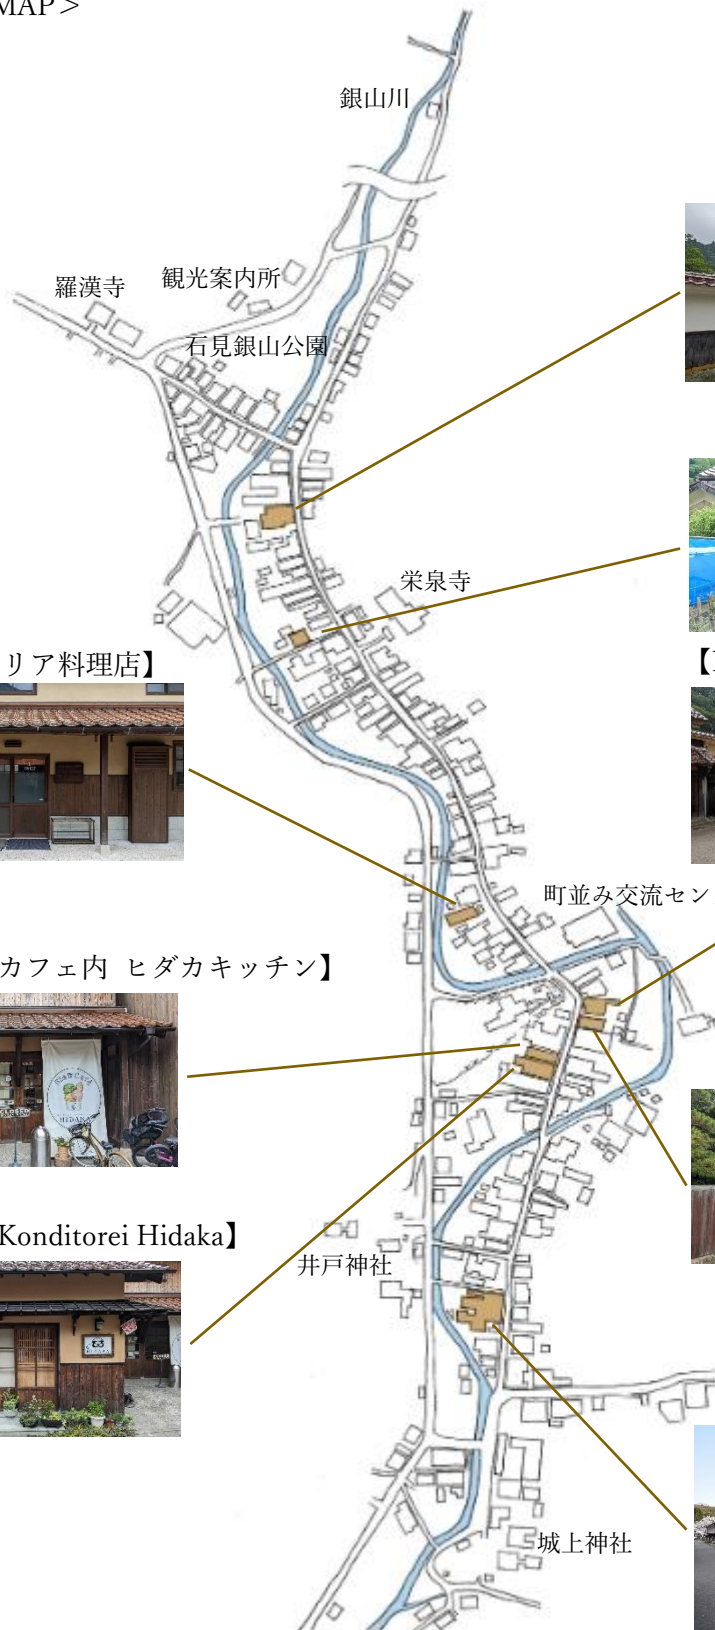 MAP＞
銀山川
観光案内所
羅漢寺
石見銀山公園
栄泉寺
リア料理店】
【
町並み交流セン
カフェ内 ヒダカキッチン】
HIDAKA
Konditorei Hidaka】
井戸神社
城上神社